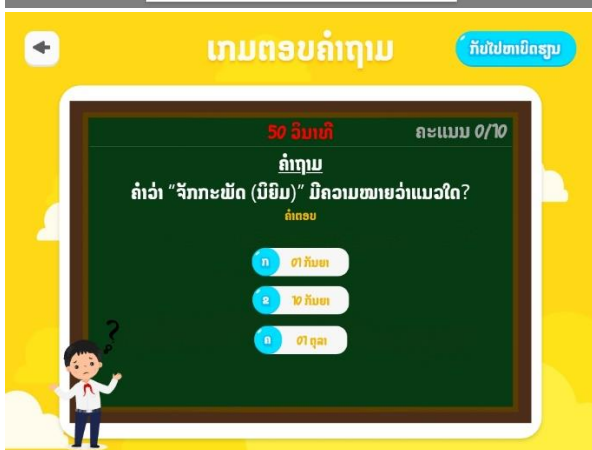 ເກມຕອບຄຳຖາມ
ກັບໄປຫາບົດຮຽນ
50 ວິນາທີ
ຄະແນນ 0/10
ຄຳຖາມ
ຄຳວ່າ “ຈັກກະພັດ (ນິຍົມ)” ມີຄວາມໝາຍວ່າແນວໃດ?
ຄຳຕອບ
ກ 01 ກັນຍາ
ຂ 10 ກັນຍາ
ຄ 01 ຕຸລາ
?